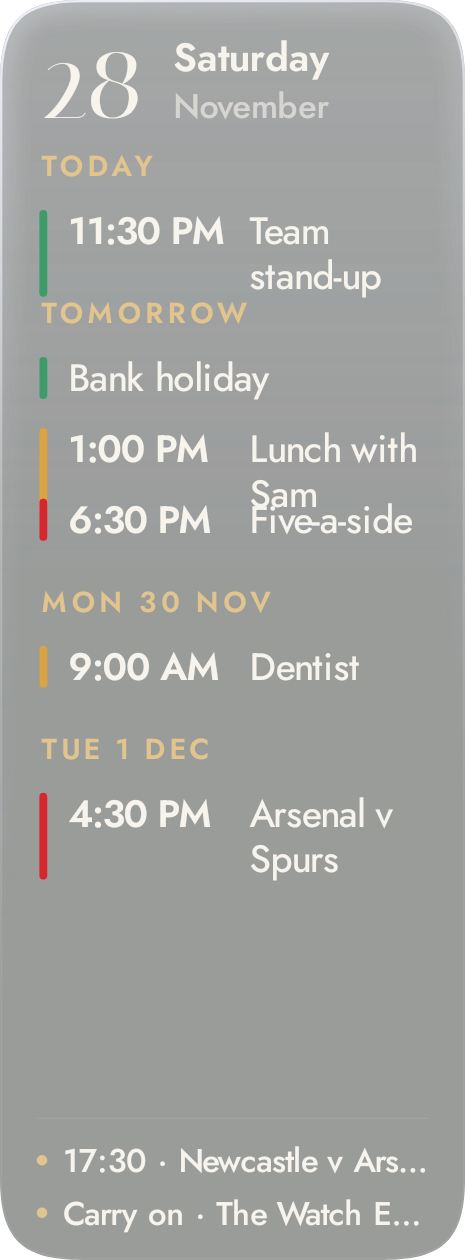 28 Saturday
November
TODAY
11:30 PM Team
stand-up
TOMORROW
Bank holiday
1:00 PM Lunch with
Sam
6:30 PM Five-a-side
MON 30 NOV
9:00 AM Dentist
TUE 1 DEC
4:30 PM Arsenal v
Spurs
• 17:30 · Newcastle v Ars...
• Carry on · The Watch E...